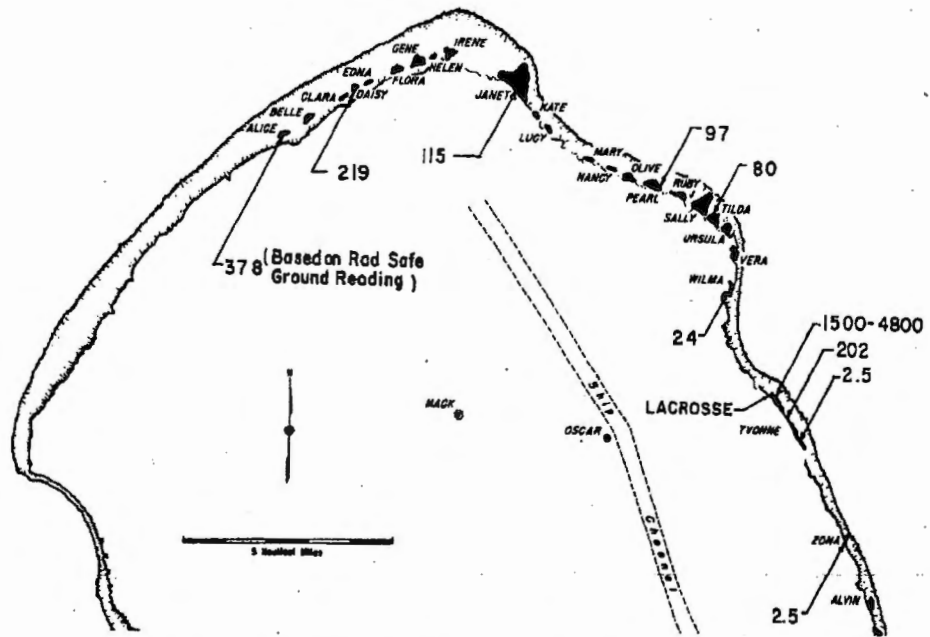 IRENE
GENE
HELEN
EDNA
FLORA
CLARA
DAISY
BELLE
ALICE
JANET
KATE
LUCY
219
115
MARY
97
OLIVE
NANCY
RUBY
80
PEARL
TILDA
SALLY
URSULA
378 (Based on Rad Safe
Ground Reading)
VERA
WILMA
24
1500-4800
202
2.5
LACROSSE
YVONNE
MACK
OSCAR
Ship Channel
5 Nautical Miles
ZONA
ALVIN
2.5